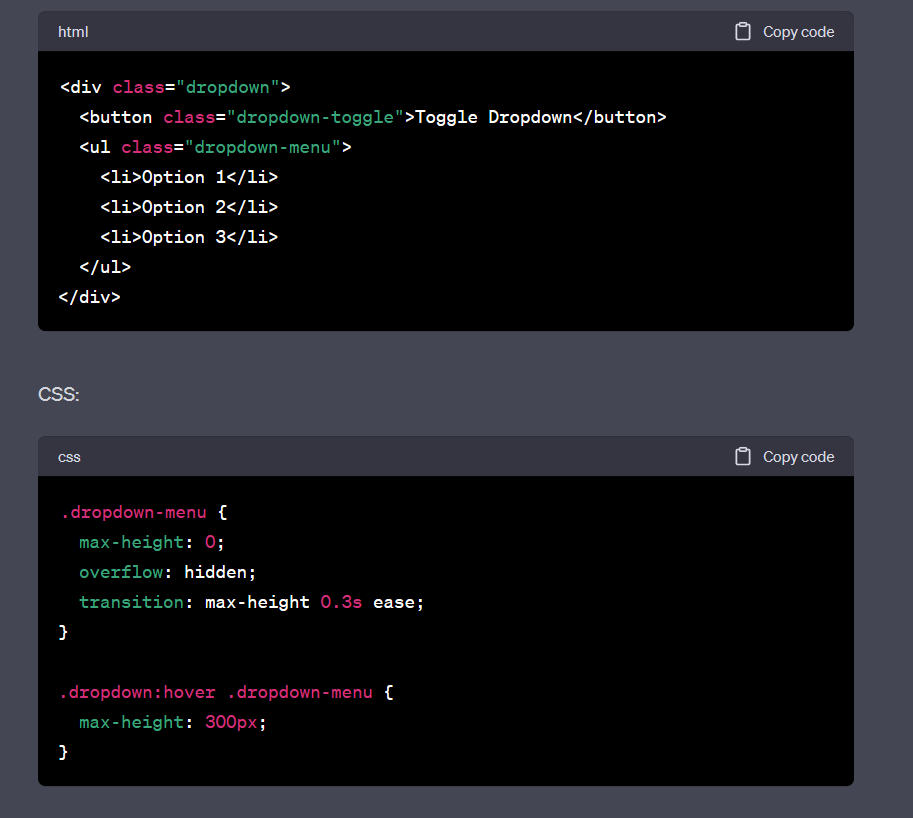 html
Copy code
<div class="dropdown">
  <button class="dropdown-toggle">Toggle Dropdown</button>
  <ul class="dropdown-menu">
    <li>Option 1</li>
    <li>Option 2</li>
    <li>Option 3</li>
  </ul>
</div>
CSS:
css
Copy code
.dropdown-menu {
  max-height: 0;
  overflow: hidden;
  transition: max-height 0.3s ease;
}
.dropdown:hover .dropdown-menu {
  max-height: 300px;
}